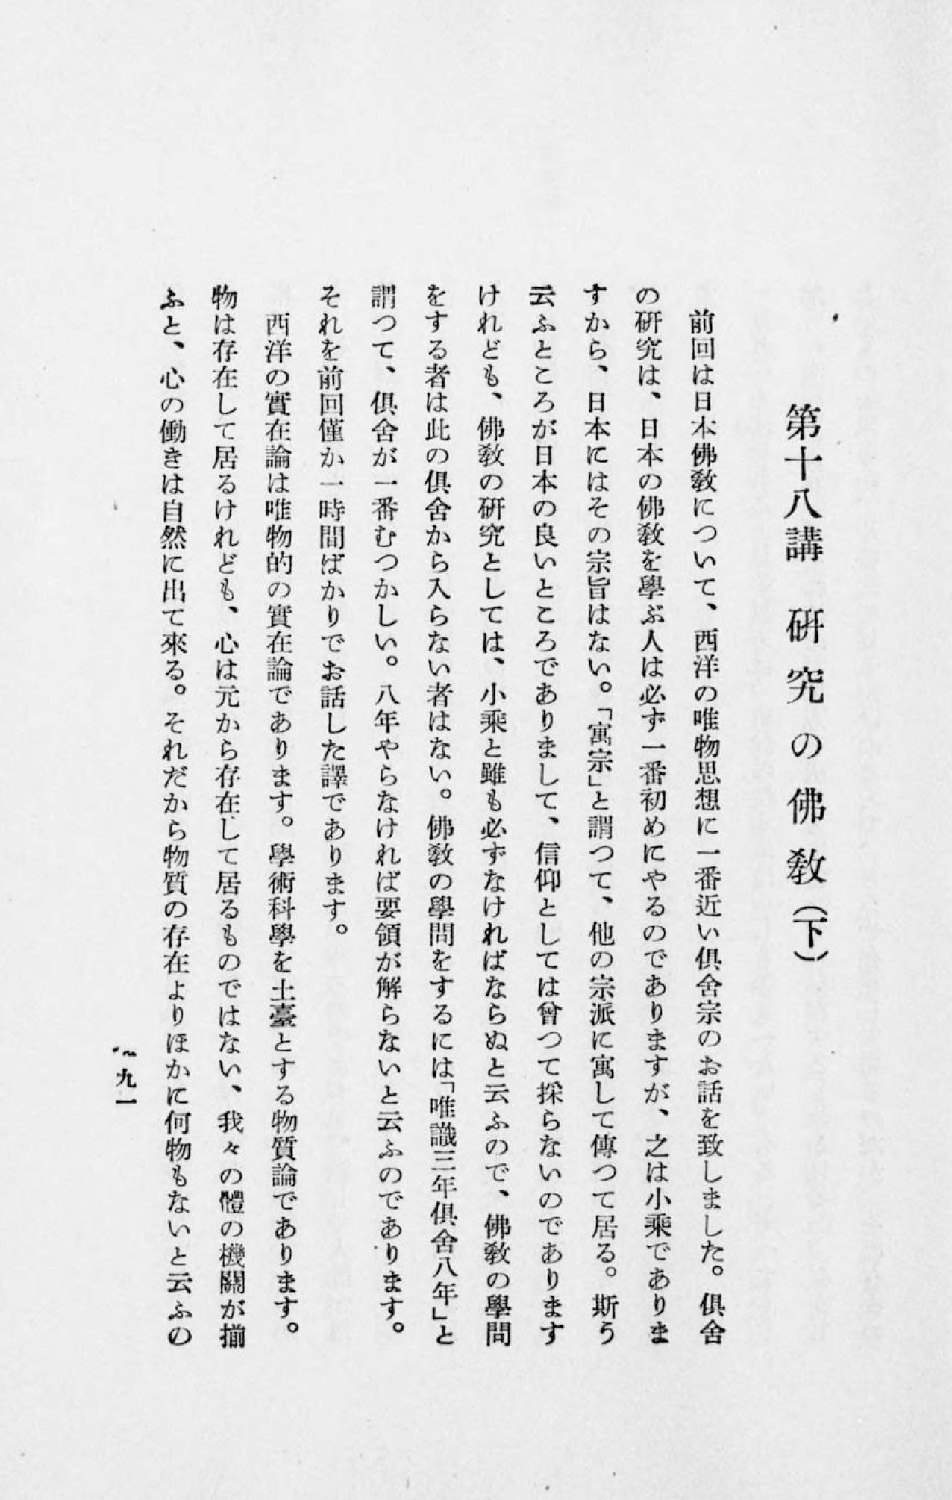 第十八講　硏究の佛敎（下）
前回は日本佛敎について、西洋の唯物思想に一番近い俱舍宗のお話を致しました。俱舍
の硏究は、日本の佛敎を學ぶ人は必ず一番初めにやるのでありますが、之は小乘でありま
すから、日本にはその宗旨はない。「寓宗」と謂つて、他の宗派に寓して傳つて居る。斯う
云ふところが日本の良いところでありまして、信仰としては曾つて採らないのであります
けれども、佛敎の硏究としては、小乘と雖も必ずなければならぬと云ふので、佛敎の學問
をする者は此の俱舍から入らない者はない。佛敎の學問をするには「唯識三年俱舍八年」と
謂つて、俱舍が一番むつかしい。八年やらなければ要領が解らないと云ふのであります。
それを前回僅か一時間ばかりでお話した譯であります。
西洋の實在論は唯物的の實在論であります。學術科學を土臺とする物質論であります。
物は存在して居るけれども、心は元から存在して居るものではない、我々の體の機關が揃
ふと、心の働きは自然に出て來る。それだから物質の存在よりほかに何物もないと云ふの
九一